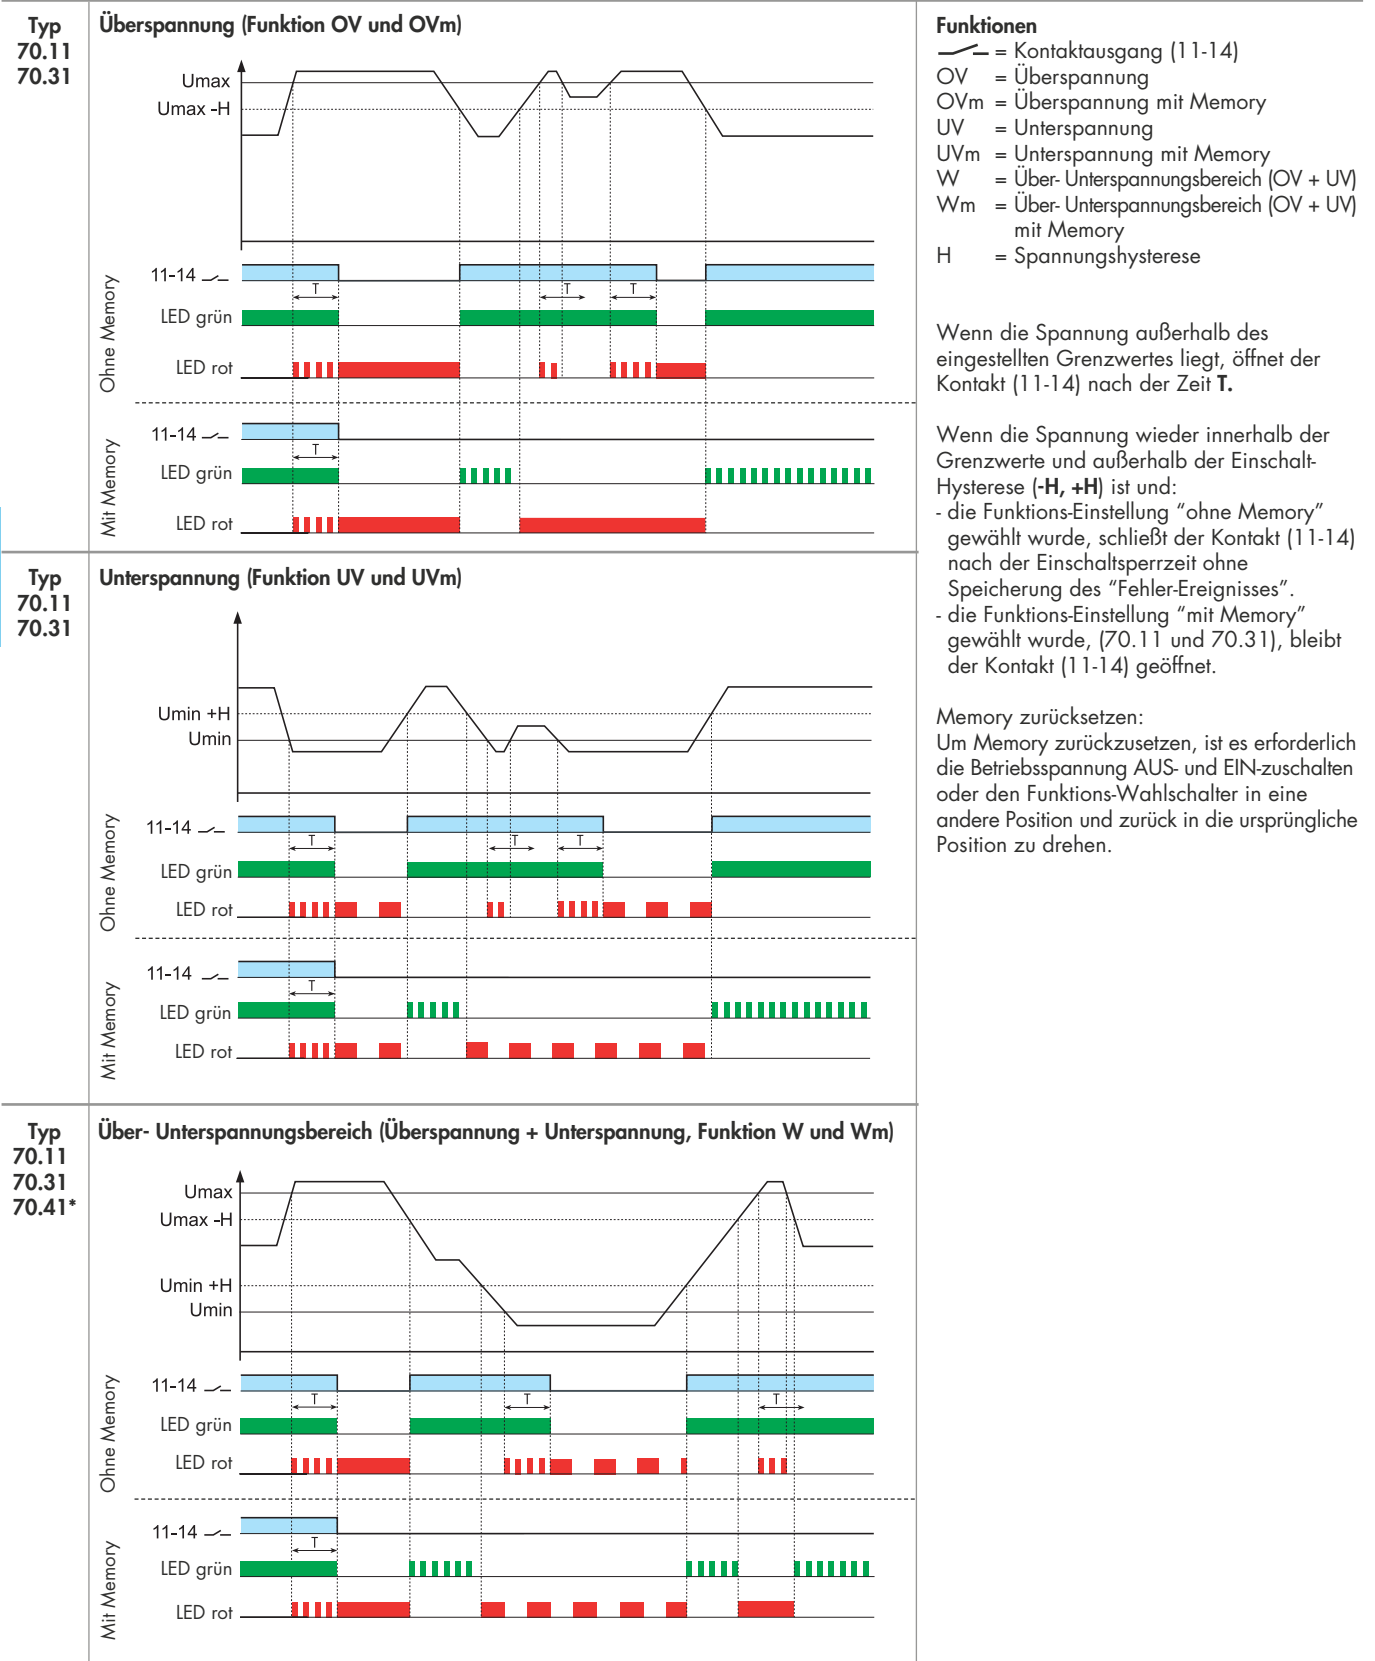 Typ
70.11
70.31
Überspannung (Funktion OV und OVm)
Umax
Umax -H
Ohne Memory
11-14
T
T
T
LED grün
LED rot
Mit Memory
11-14
T
LED grün
LED rot
Typ
70.11
70.31
Unterspannung (Funktion UV und UVm)
Umin +H
Umin
Ohne Memory
11-14
T
T
T
LED grün
LED rot
Mit Memory
11-14
T
LED grün
LED rot
Typ
70.11
70.31
70.41*
Über- Unterspannungsbereich (Überspannung + Unterspannung, Funktion W und Wm)
Umax
Umax -H
Umin +H
Umin
Ohne Memory
11-14
T
T
T
LED grün
LED rot
Mit Memory
11-14
T
LED grün
LED rot
Funktionen
= Kontaktausgang (11-14)
OV = Überspannung
OVm = Überspannung mit Memory
UV = Unterspannung
UVm = Unterspannung mit Memory
W = Über- Unterspannungsbereich (OV + UV)
Wm = Über- Unterspannungsbereich (OV + UV)
mit Memory
H = Spannungshysterese
Wenn die Spannung außerhalb des
eingestellten Grenzwertes liegt, öffnet der
Kontakt (11-14) nach der Zeit T.
Wenn die Spannung wieder innerhalb der
Grenzwerte und außerhalb der Einschalt-
Hysterese (-H, +H) ist und:
- die Funktions-Einstellung “ohne Memory”
gewählt wurde, schließt der Kontakt (11-14)
nach der Einschaltsperrzeit ohne
Speicherung des “Fehler-Ereignisses”.
- die Funktions-Einstellung “mit Memory”
gewählt wurde, (70.11 und 70.31), bleibt
der Kontakt (11-14) geöffnet.
Memory zurücksetzen:
Um Memory zurückzusetzen, ist es erforderlich
die Betriebsspannung AUS- und EIN-zuschalten
oder den Funktions-Wahlschalter in eine
andere Position und zurück in die ursprüngliche
Position zu drehen.